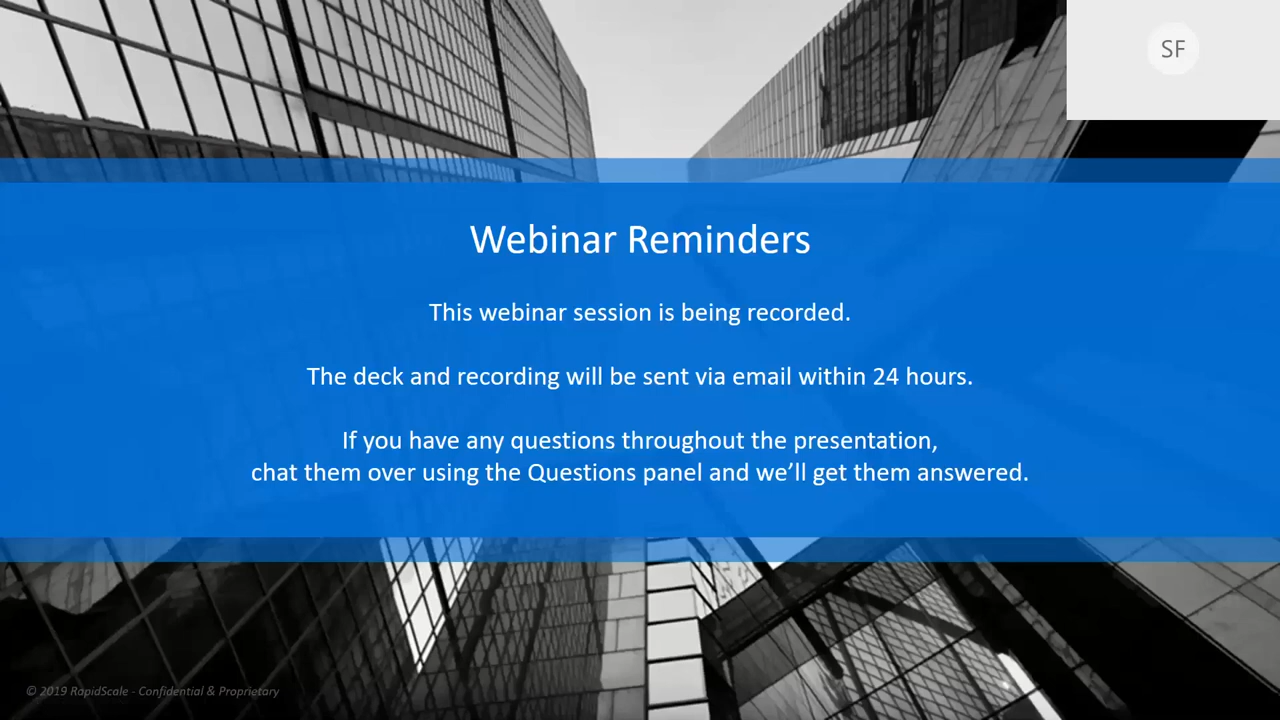 SF
Webinar Reminders
This webinar session is being recorded.
The deck and recording will be sent via email within 24 hours.
If you have any questions throughout the presentation,
chat them over using the Questions panel and we’ll get them answered.
© 2019 RapidScale - Confidential & Proprietary